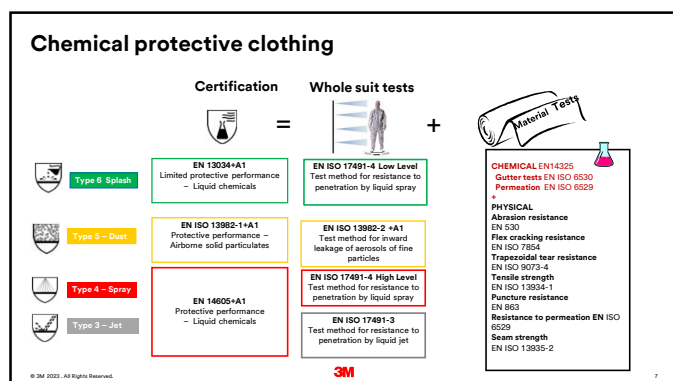 Chemical protective clothing
Certification
Whole suit tests
=
+
Material Tests
Type 6 Splash
EN 13034+A1
Limited protective performance
– Liquid chemicals
EN ISO 17491-4 Low Level
Test method for resistance to
penetration by liquid spray
Type 5 – Dust
EN ISO 13982-1+A1
Protective performance –
Airborne solid particulates
EN ISO 13982-2 +A1
Test method for inward
leakage of aerosols of fine
particles
Type 4 – Spray
Type 3 – Jet
EN 14605+A1
Protective performance
– Liquid chemicals
EN ISO 17491-4 High Level
Test method for resistance to
penetration by liquid spray
EN ISO 17491-3
Test method for resistance to
penetration by liquid jet
CHEMICAL EN14325
Gutter tests EN ISO 6530
Permeation EN ISO 6529
+
PHYSICAL
Abrasion resistance
EN 530
Flex cracking resistance
EN ISO 7854
Trapezoidal tear resistance
EN ISO 9073-4
Tensile strength
EN ISO 13934-1
Puncture resistance
EN 863
Resistance to permeation EN ISO
6529
Seam strength
EN ISO 13935-2
© 3M 2023 . All Rights Reserved.
3M
7